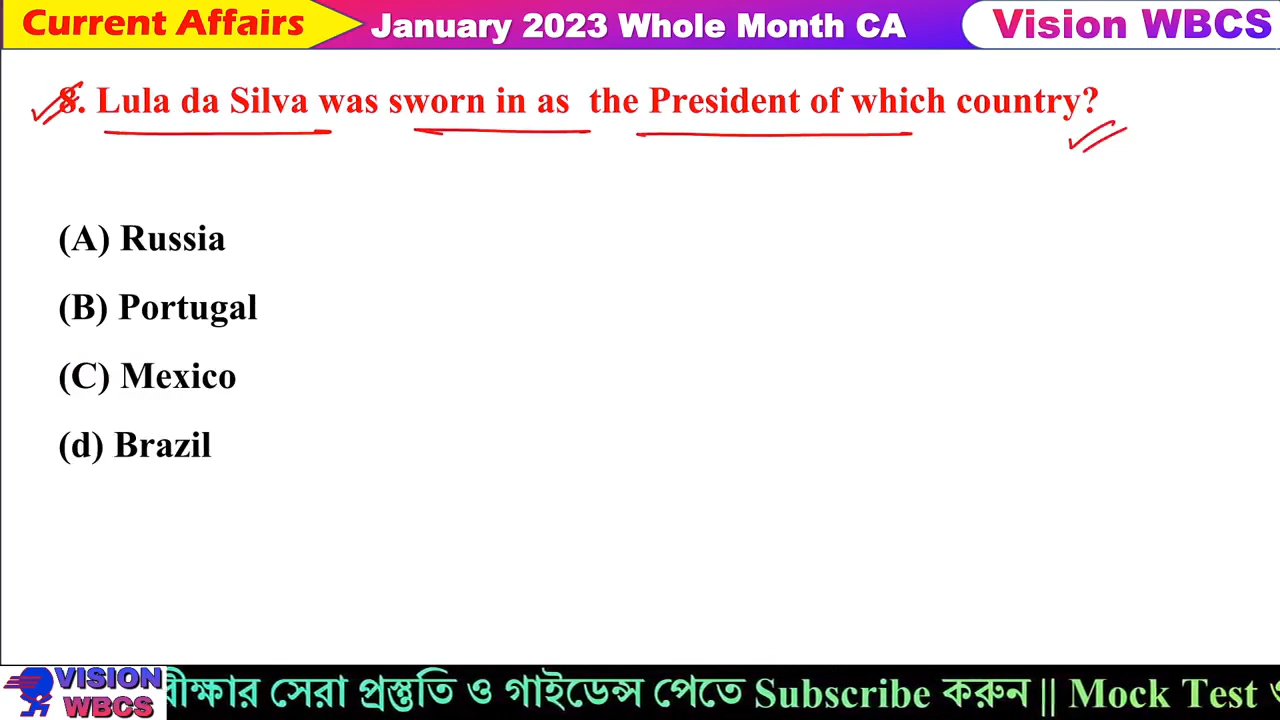 Current Affairs
January 2023 Whole Month CA
Vision WBCS
8. Lula da Silva was sworn in as the President of which country?
(A) Russia
(B) Portugal
(C) Mexico
(d) Brazil
VISION
WBCS
সেরা প্রস্তুতি ও গাইডেন্স পেতে Subscribe করুন || Mock Test